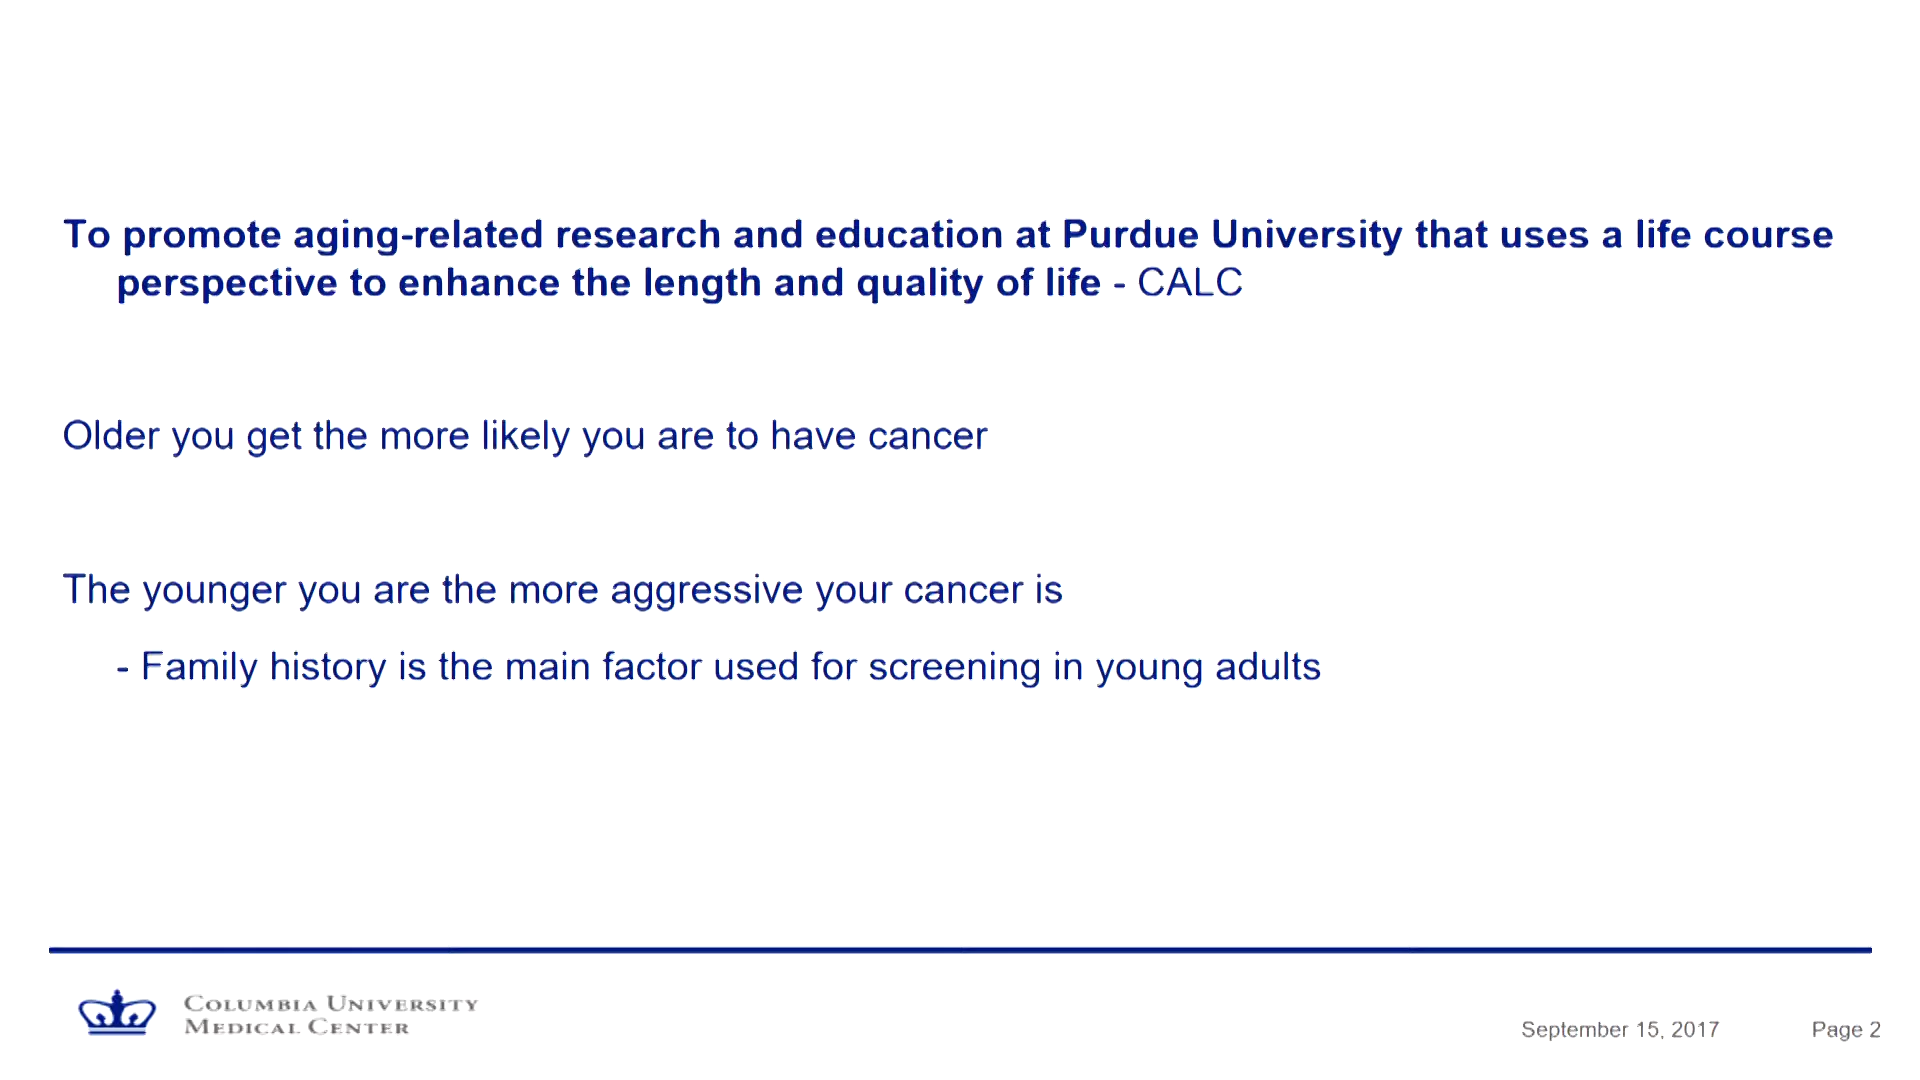 To promote aging-related research and education at Purdue University that uses a life course
perspective to enhance the length and quality of life - CALC
Older you get the more likely you are to have cancer
The younger you are the more aggressive your cancer is
- Family history is the main factor used for screening in young adults
COLUMBIA UNIVERSITY
MEDICAL CENTER
September 15, 2017 Page 2